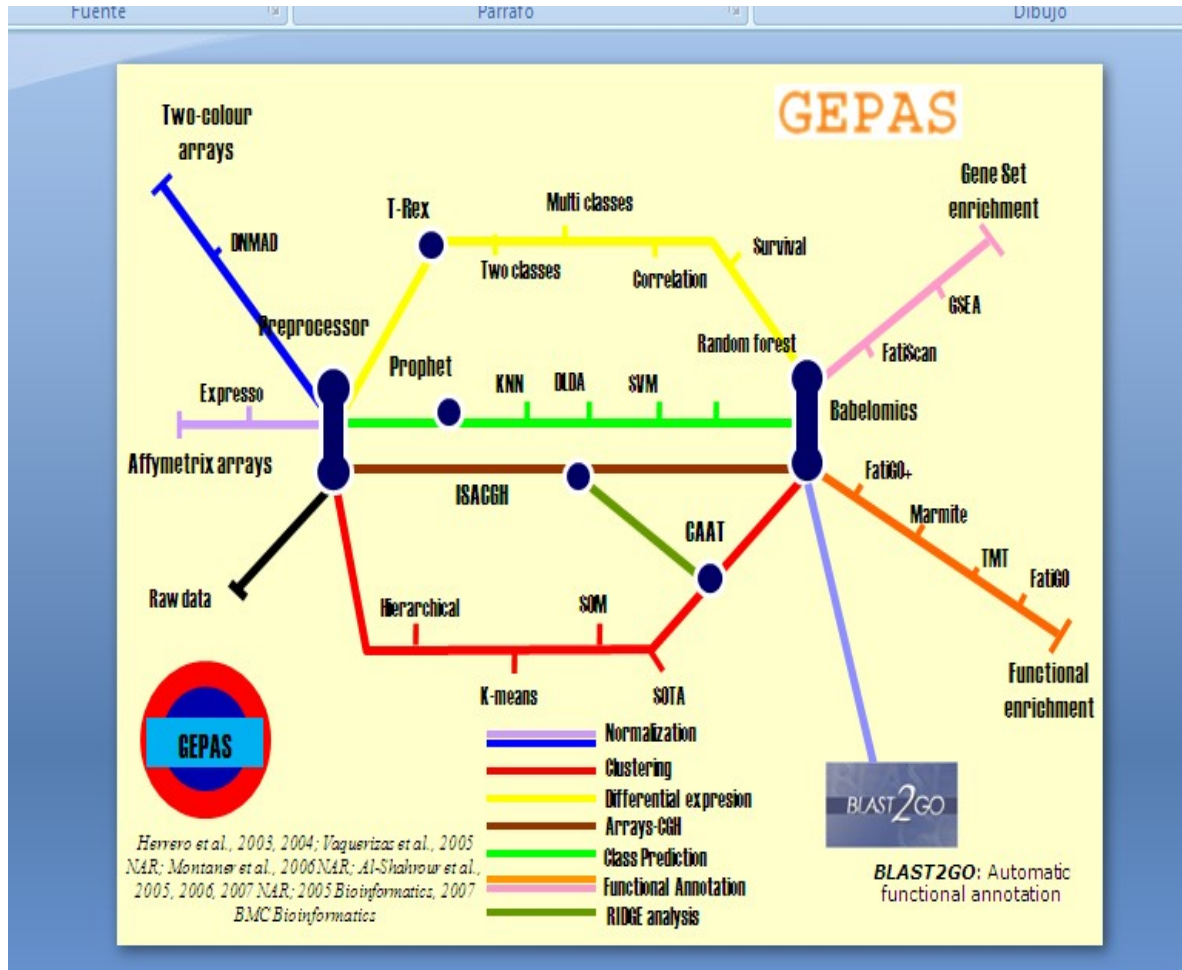 Fuente
Párrafo
Dibujo
GEPAS
Two-colour
arrays
DNMAD
T-Rex
Multi classes
Two classes
Correlation
Survival
Gene Set
enrichment
GSEA
FatiScan
Preprocessor
Prophet
KNN
DLDA
SVM
Random forest
Expresso
Affymetrix arrays
Babelomics
ISACGH
CAAT
FatiGO+
Marmite
TMT
FatiGO
Functional
enrichment
Raw data
Hierarchical
SOM
K-means
SOTA
GEPAS
Normalization
Clustering
Differential expresion
Arrays-CGH
Class Prediction
Functional Annotation
RIDGE analysis
Herrero et al., 2003, 2004; Vaquerizas et al., 2005
NAR; Montaner et al., 2006 NAR; Al-Shahrour et al.,
2005, 2006, 2007 NAR; 2005 Bioinformatics, 2007
BMC Bioinformatics
BLAST2GO
BLAST2GO: Automatic
functional annotation